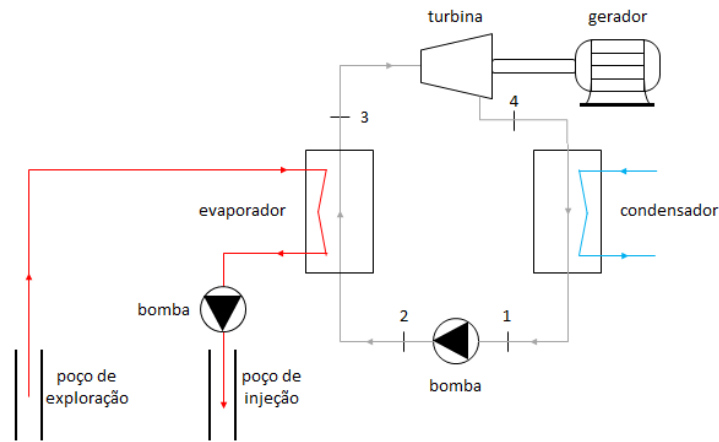 turbina
gerador
4
3
evaporador
condensador
2
1
bomba
bomba
poço de
exploração
poço de
injeção